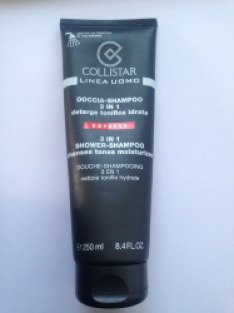 COLLISTAR
LINEA UOMO
DOCCIA-SHAMPOO
3 IN 1
deterge tonifica idrata
EXPRESS
3 IN 1
SHOWER-SHAMPOO
cleanses tones moisturizes
DOUCHE-SHAMPOOING
3 EN 1
nettoie tonifie hydrate
e 250 ml 8.4 FL.OZ.